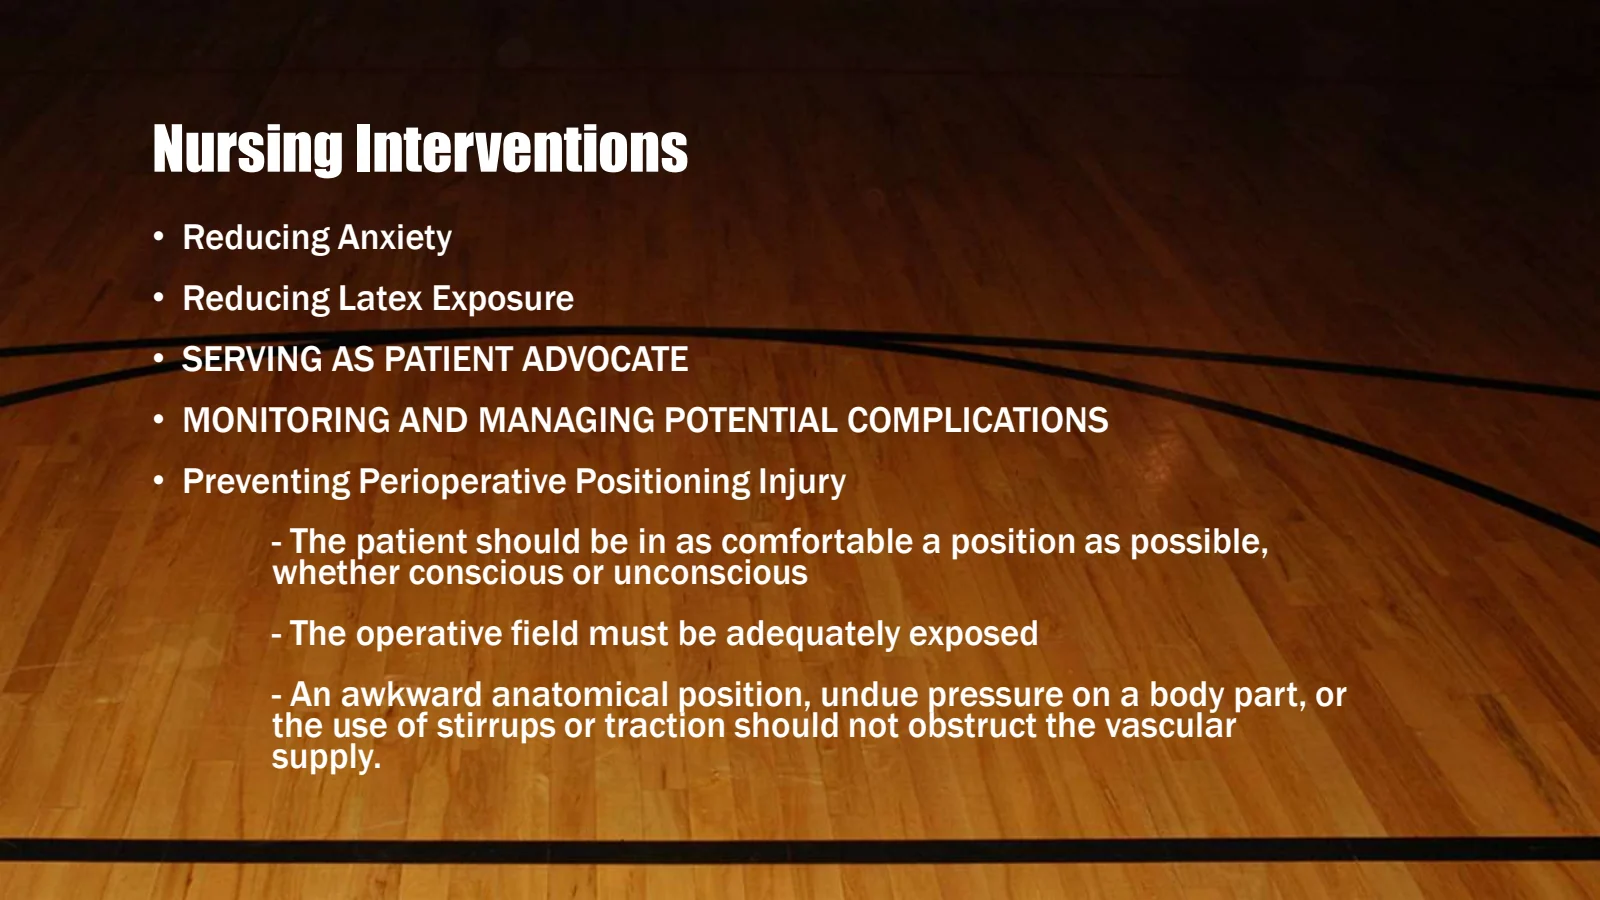 Nursing Interventions
• Reducing Anxiety
• Reducing Latex Exposure
• SERVING AS PATIENT ADVOCATE
• MONITORING AND MANAGING POTENTIAL COMPLICATIONS
• Preventing Perioperative Positioning Injury
- The patient should be in as comfortable a position as possible,
whether conscious or unconscious
- The operative field must be adequately exposed
- An awkward anatomical position, undue pressure on a body part, or
the use of stirrups or traction should not obstruct the vascular
supply.